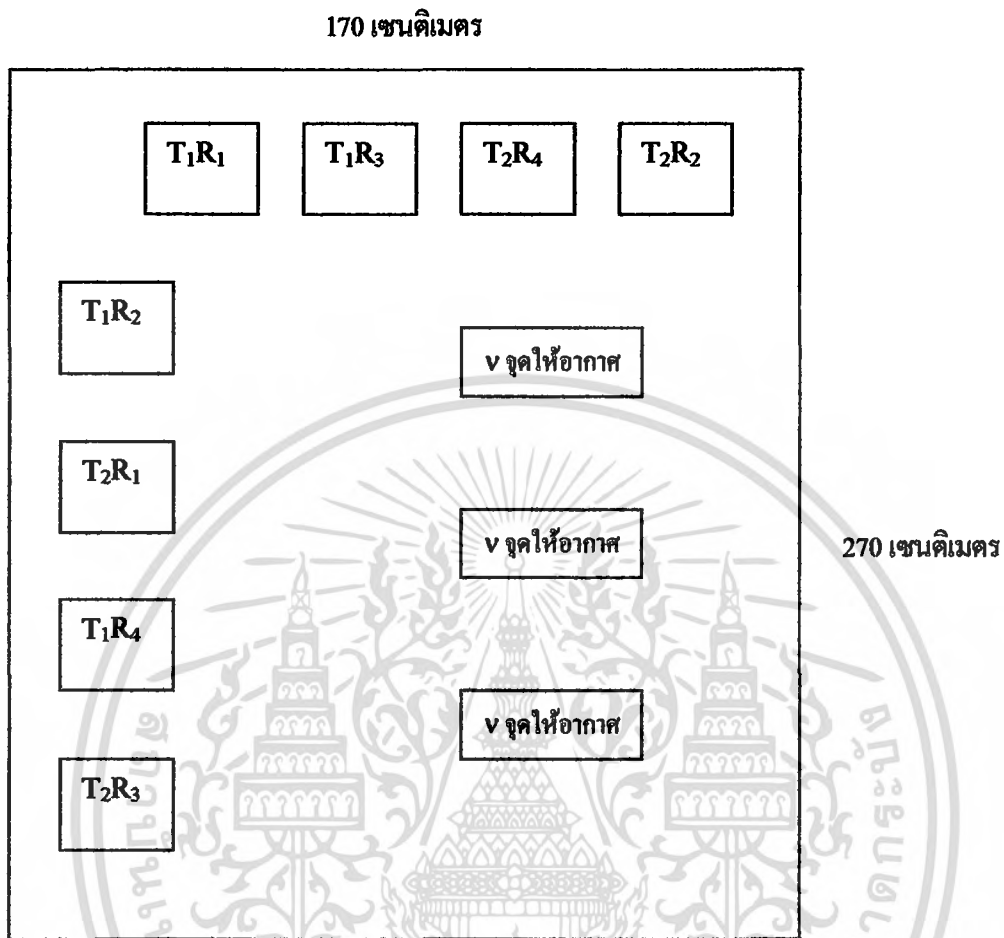 170 เซนติเมตร
T₁R₁ T₁R₃ T₂R₄ T₂R₂
T₁R₂
v จุดให้อากาศ
T₂R₁
v จุดให้อากาศ
270 เซนติเมตร
T₁R₄
v จุดให้อากาศ
T₂R₃